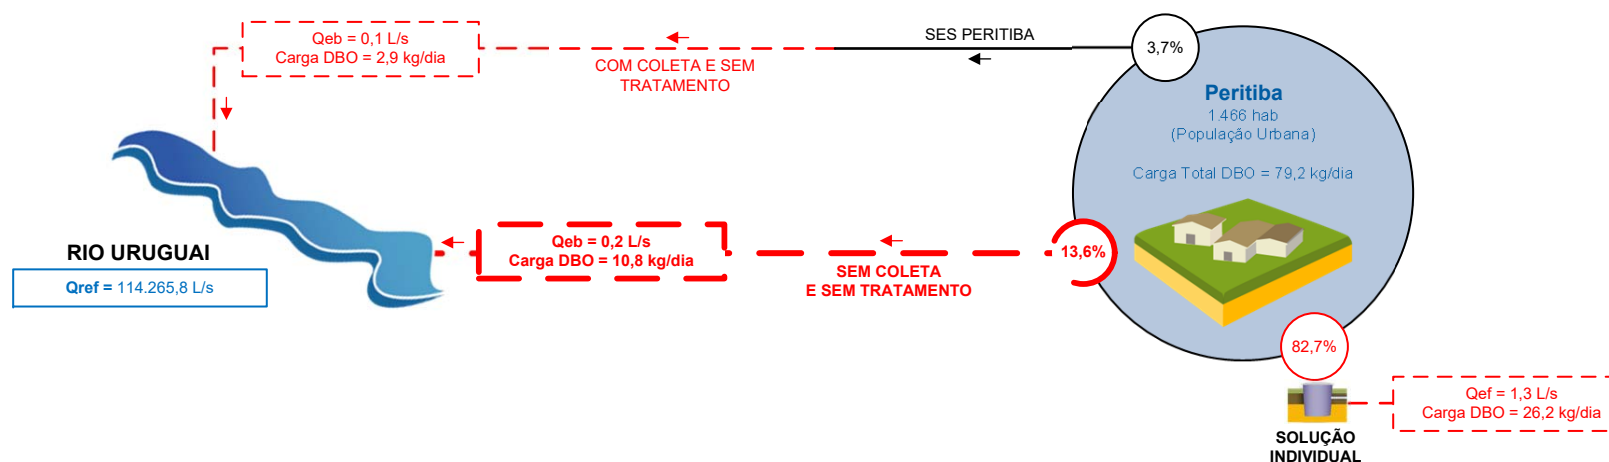 Qeb = 0,1 L/s
Carga DBO = 2,9 kg/dia
COM COLETA E SEM
TRATAMENTO
SES PERITIBA
3,7%
Peritiba
1.466 hab
(População Urbana)
Carga Total DBO = 79,2 kg/dia
RIO URUGUAI
Qref = 114.265,8 L/s
Qeb = 0,2 L/s
Carga DBO = 10,8 kg/dia
SEM COLETA
E SEM TRATAMENTO
13,6%
82,7%
Qef = 1,3 L/s
Carga DBO = 26,2 kg/dia
SOLUÇÃO
INDIVIDUAL